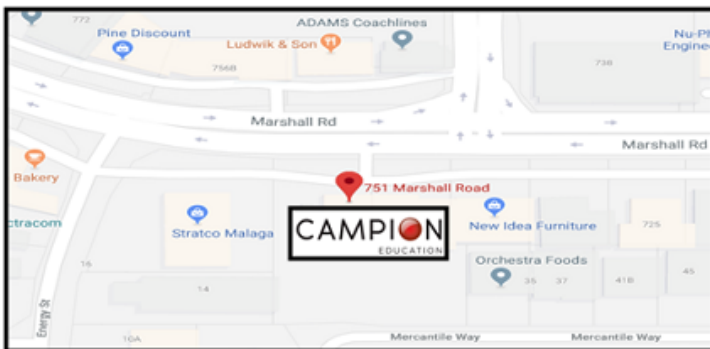 772
Pine Discount
ADAMS Coachlines
Ludwik & Son
756B
73B
Nu-Ph
Engine
Marshall Rd
Marshall Rd
Bakery
751 Marshall Road
ctracom
Stratco Malaga
CAMPION
EDUCATION
New Idea Furniture
725
Orchestra Foods
16
14
35
37
41B
45
Energy St
10A
Mercantile Way
Mercantile Way